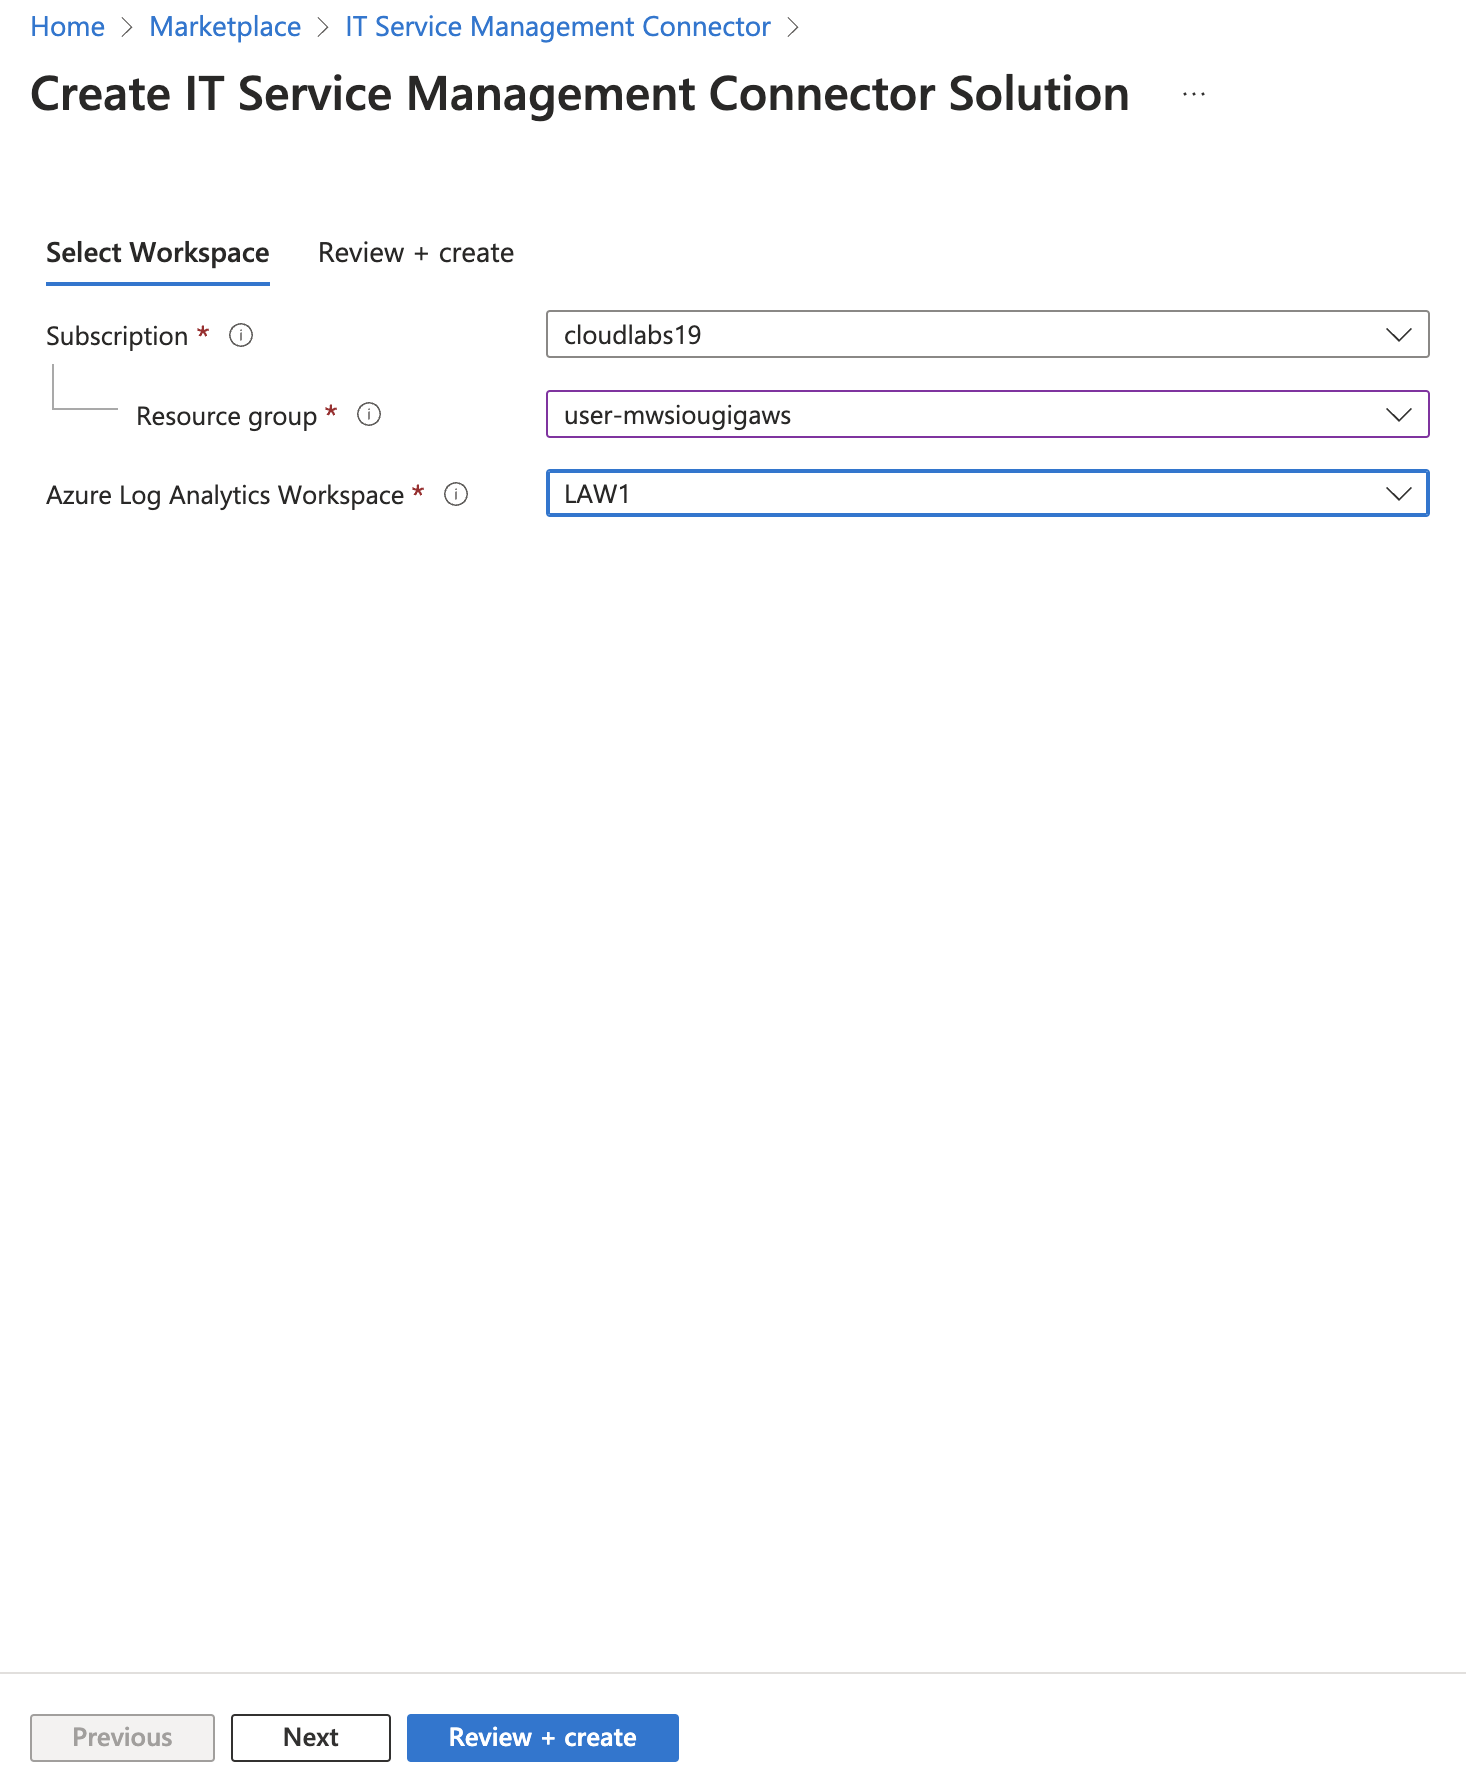 Home > Marketplace > IT Service Management Connector >
Create IT Service Management Connector Solution ...
Select Workspace Review + create
Subscription * cloudlabs19
Resource group * user-mwsiougigaws
Azure Log Analytics Workspace * LAW1
Previous Next Review + create